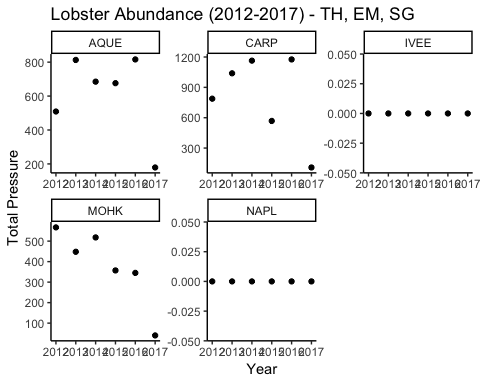 Lobster Abundance (2012-2017) - TH, EM, SG
AQUE CARP IVEE
800
600
400
200
1200
900
600
300
0.050
0.025
0.000
-0.025
-0.050
2012 2013 2014 2015 2016 2017
2012 2013 2014 2015 2016 2017
2012 2013 2014 2015 2016 2017
MOHK NAPL
500
400
300
200
100
0.050
0.025
0.000
-0.025
-0.050
2012 2013 2014 2015 2016 2017
2012 2013 2014 2015 2016 2017
Total Pressure
Year